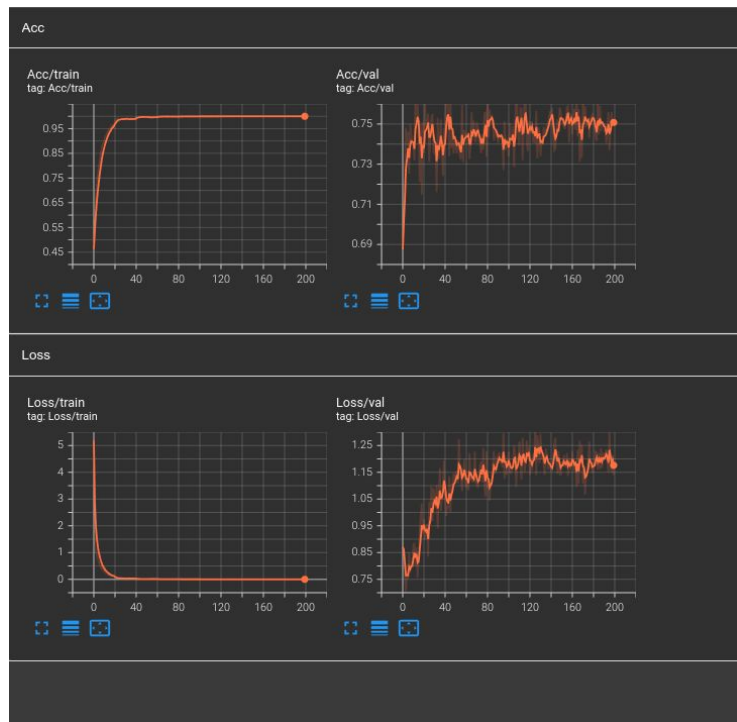 Acc
Acc/train
tag: Acc/train
0.95
0.85
0.75
0.65
0.55
0.45
0 40 80 120 160 200
Acc/val
tag: Acc/val
0.75
0.73
0.71
0.69
0 40 80 120 160 200
Loss
Loss/train
tag: Loss/train
5
4
3
2
1
0
0 40 80 120 160 200
Loss/val
tag: Loss/val
1.25
1.15
1.05
0.95
0.85
0.75
0 40 80 120 160 200